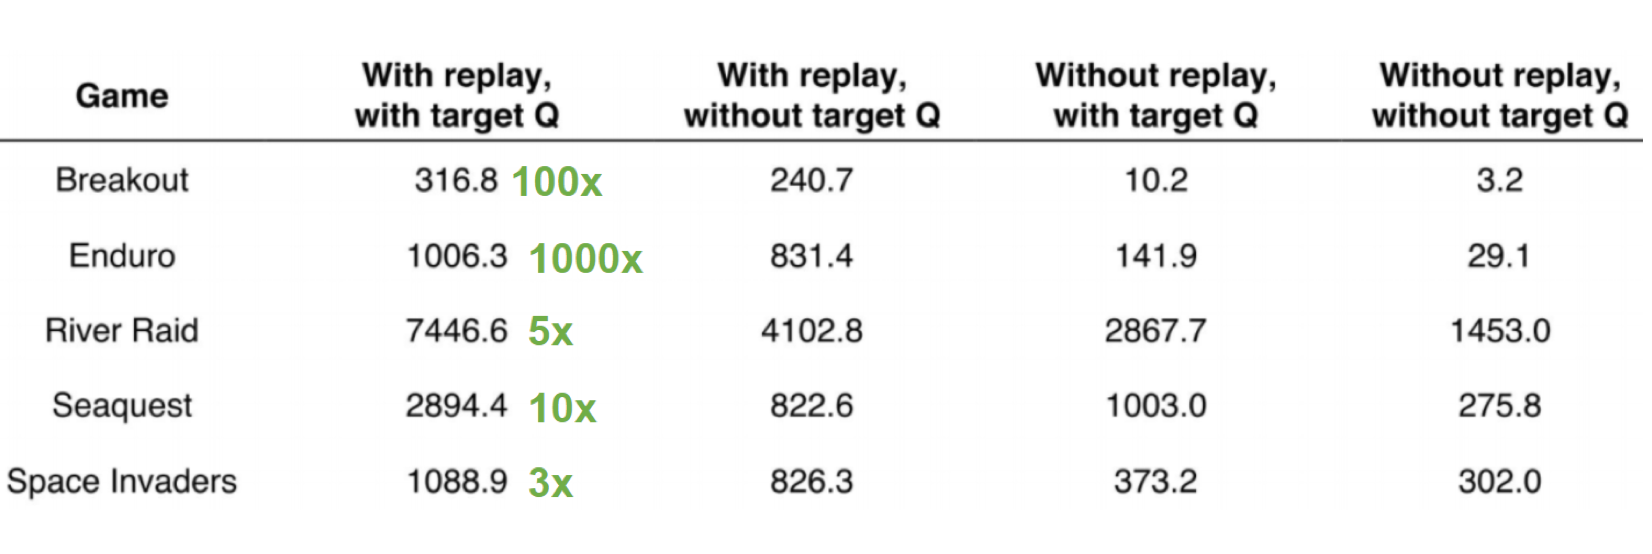 Game | With replay, with target Q | With replay, without target Q | Without replay, with target Q | Without replay, without target Q
Breakout | 316.8 100x | 240.7 | 10.2 | 3.2
Enduro | 1006.3 1000x | 831.4 | 141.9 | 29.1
River Raid | 7446.6 5x | 4102.8 | 2867.7 | 1453.0
Seaquest | 2894.4 10x | 822.6 | 1003.0 | 275.8
Space Invaders | 1088.9 3x | 826.3 | 373.2 | 302.0